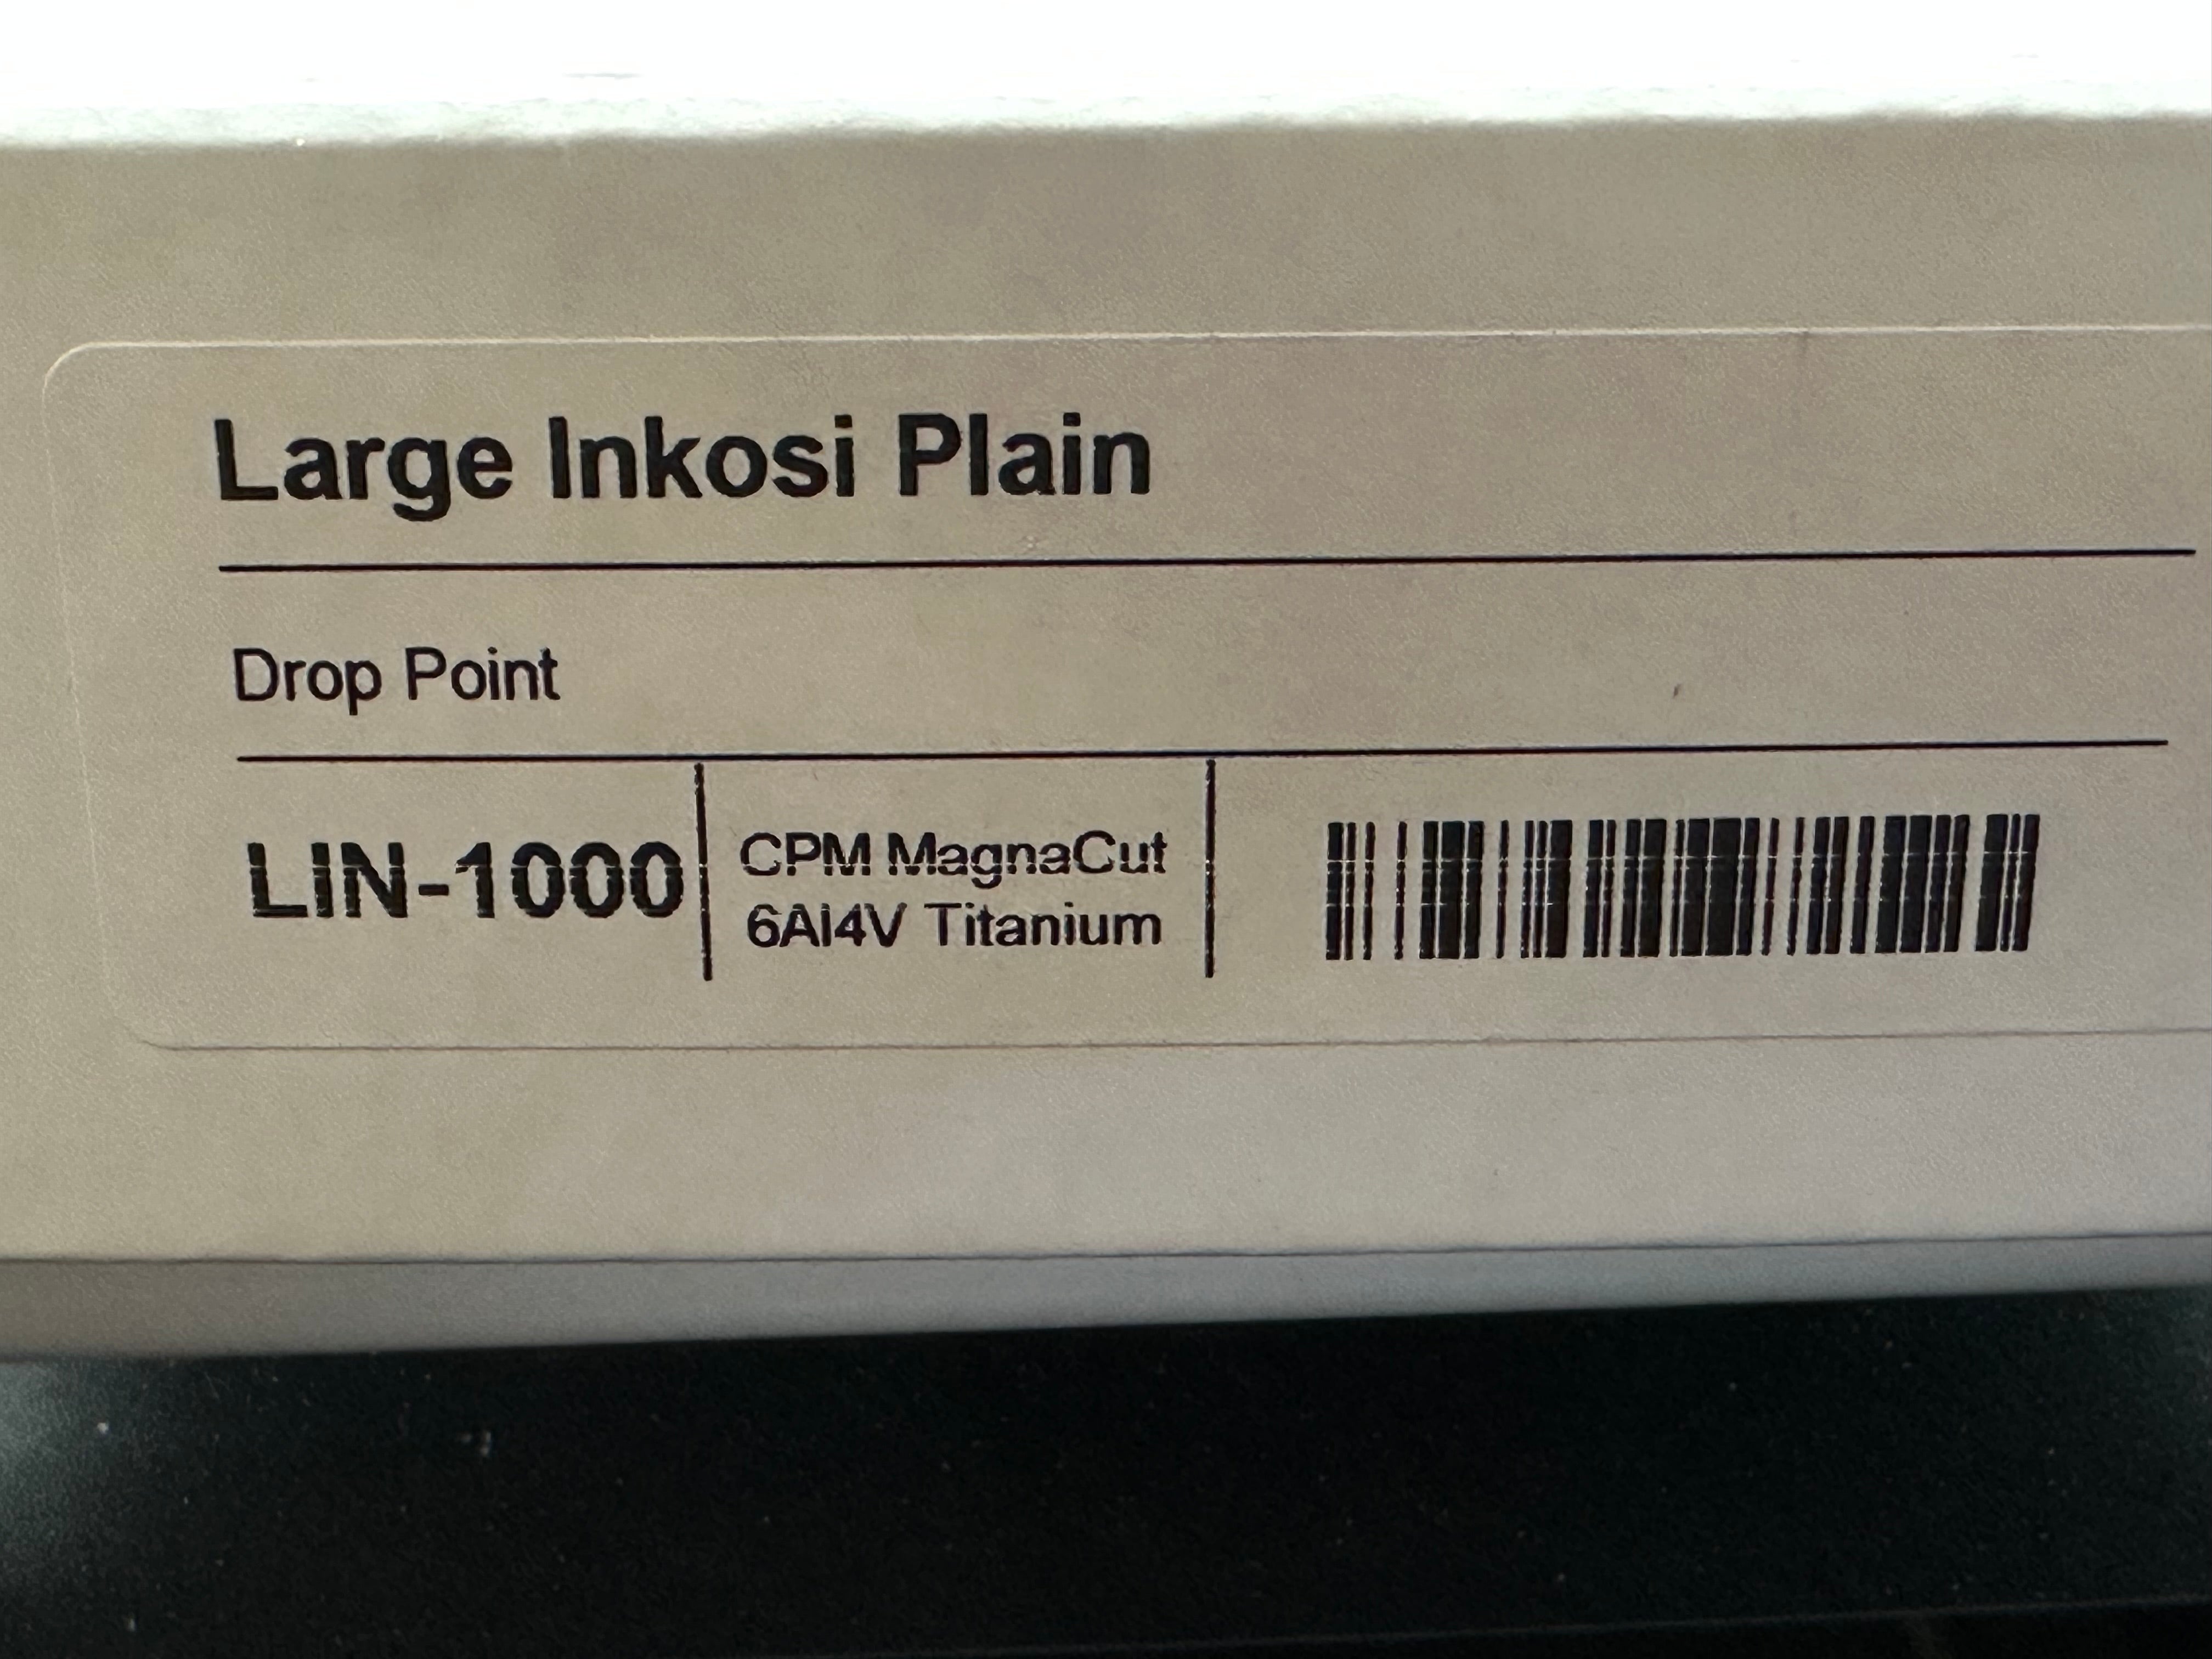 Large Inkosi Plain
Drop Point
LIN-1000
CPM MagnaCut
6Al4V Titanium